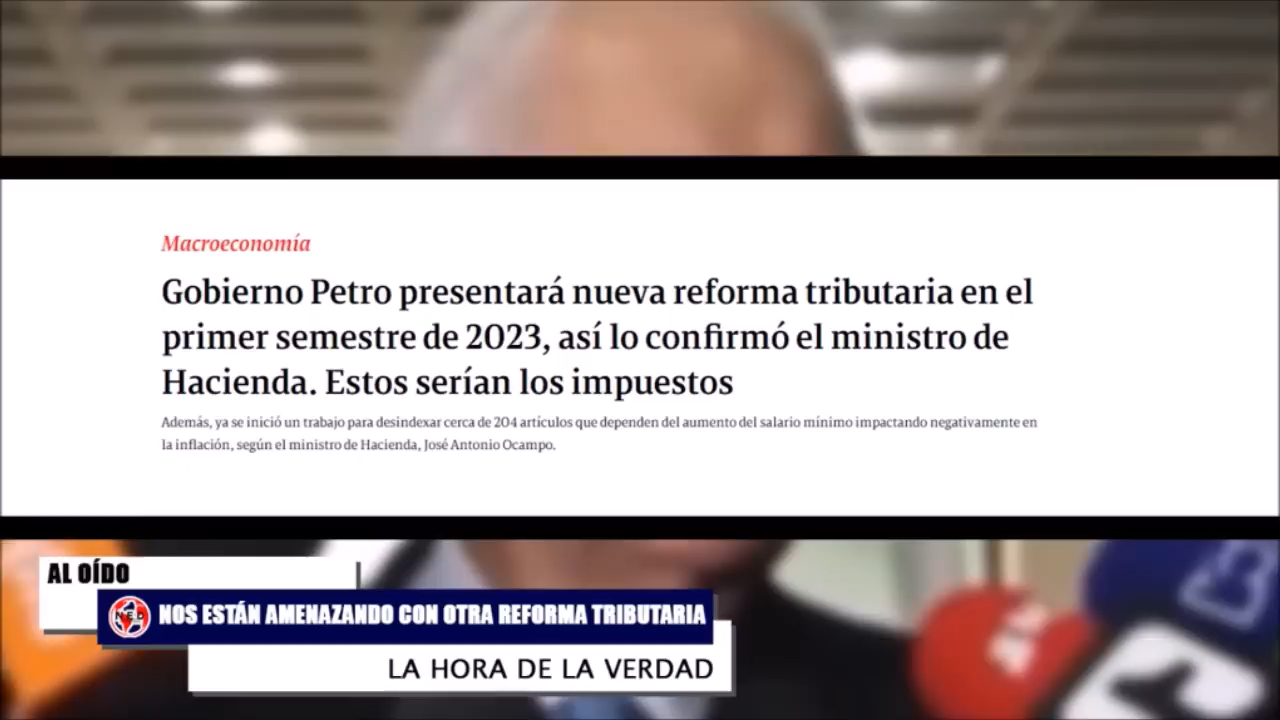 Macroeconomía
Gobierno Petro presentará nueva reforma tributaria en el
primer semestre de 2023, así lo confirmó el ministro de
Hacienda. Estos serían los impuestos
Además, ya se inició un trabajo para desindexar cerca de 204 artículos que dependen del aumento del salario mínimo impactando negativamente en
la inflación, según el ministro de Hacienda, José Antonio Ocampo.
AL OÍDO
NOS ESTÁN AMENAZANDO CON OTRA REFORMA TRIBUTARIA
LA HORA DE LA VERDAD